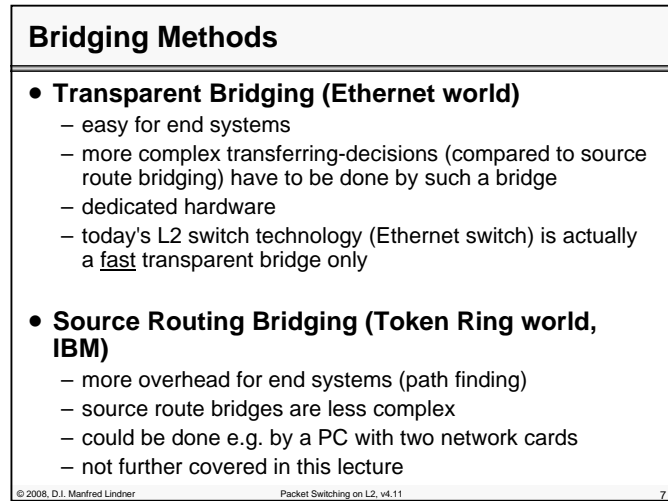 Bridging Methods
• Transparent Bridging (Ethernet world)
– easy for end systems
– more complex transferring-decisions (compared to source
route bridging) have to be done by such a bridge
– dedicated hardware
– today's L2 switch technology (Ethernet switch) is actually
a fast transparent bridge only
• Source Routing Bridging (Token Ring world,
IBM)
– more overhead for end systems (path finding)
– source route bridges are less complex
– could be done e.g. by a PC with two network cards
– not further covered in this lecture
© 2008, D.I. Manfred Lindner Packet Switching on L2, v4.11 7